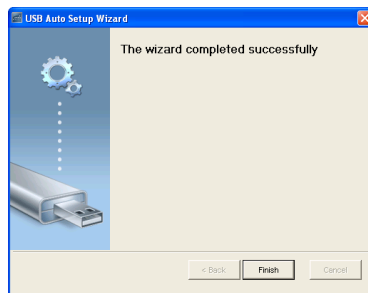 USB Auto Setup Wizard
The wizard completed successfully
< Back Finish Cancel